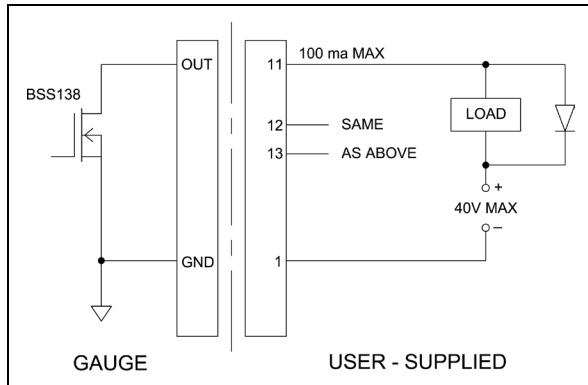 OUT
11
100 ma MAX
BSS138
12
SAME
13
AS ABOVE
LOAD
+
40V MAX
–
GND
1
GAUGE
USER - SUPPLIED